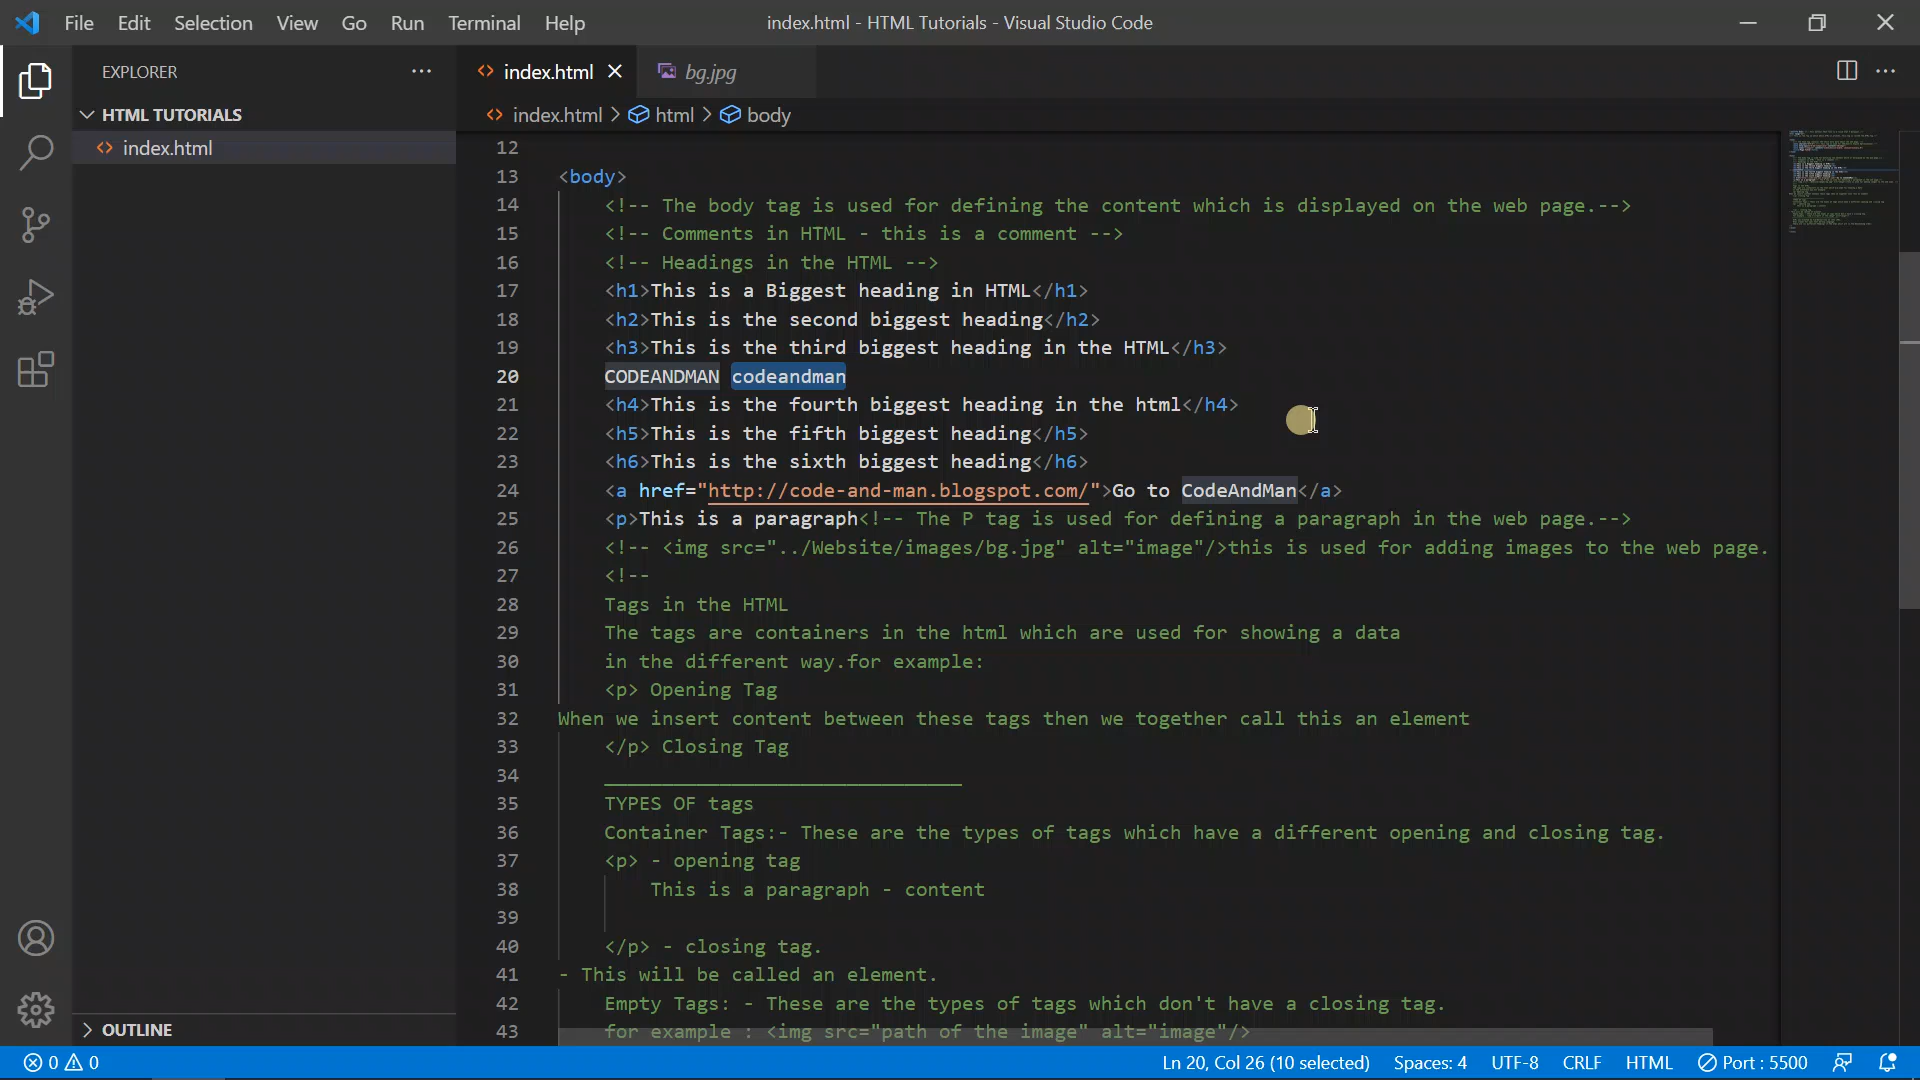 File Edit Selection View Go Run Terminal Help index.html - HTML Tutorials - Visual Studio Code
EXPLORER
HTML TUTORIALS
index.html
OUTLINE
index.html bg.jpg
index.html > html > body
12
13 <body>
14 <!-- The body tag is used for defining the content which is displayed on the web page.-->
15 <!-- Comments in HTML - this is a comment -->
16 <!-- Headings in the HTML -->
17 <h1>This is a Biggest heading in HTML</h1>
18 <h2>This is the second biggest heading</h2>
19 <h3>This is the third biggest heading in the HTML</h3>
20 CODEANDMAN codeandman
21 <h4>This is the fourth biggest heading in the html</h4>
22 <h5>This is the fifth biggest heading</h5>
23 <h6>This is the sixth biggest heading</h6>
24 <a href="http://code-and-man.blogspot.com/">Go to CodeAndMan</a>
25 <p>This is a paragraph<!-- The P tag is used for defining a paragraph in the web page.-->
26 <!-- <img src="../Website/images/bg.jpg" alt="image"/>this is used for adding images to the web page.
27 <!--
28 Tags in the HTML
29 The tags are containers in the html which are used for showing a data
30 in the different way.for example:
31 <p> Opening Tag
32 When we insert content between these tags then we together call this an element
33 </p> Closing Tag
34 _______________________________
35 TYPES OF tags
36 Container Tags:- These are the types of tags which have a different opening and closing tag.
37 <p> - opening tag
38 This is a paragraph - content
39
40 </p> - closing tag.
41 - This will be called an element.
42 Empty Tags: - These are the types of tags which don't have a closing tag.
43 for example : <img src="path of the image" alt="image"/>
0 0 Ln 20, Col 26 (10 selected) Spaces: 4 UTF-8 CRLF HTML Port : 5500